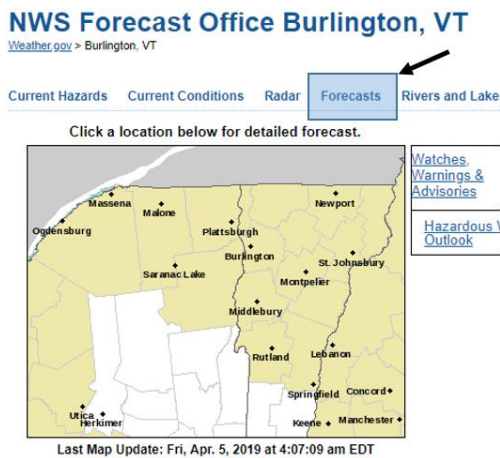 NWS Forecast Office Burlington, VT
Weather.gov > Burlington, VT
Current Hazards Current Conditions Radar Forecasts Rivers and Lake
Click a location below for detailed forecast.
Watches,
Warnings &
Advisories
Hazardous W
Outlook
Massena
Malone
Newport
Ogdensburg
Plattsburgh
Burlington
St. Johnsbury
Saranac Lake
Montpelier
Middlebury
Rutland
Lebanon
Springfield
Concord
Utica
Herkimer
Keene
Manchester
Last Map Update: Fri, Apr. 5, 2019 at 4:07:09 am EDT